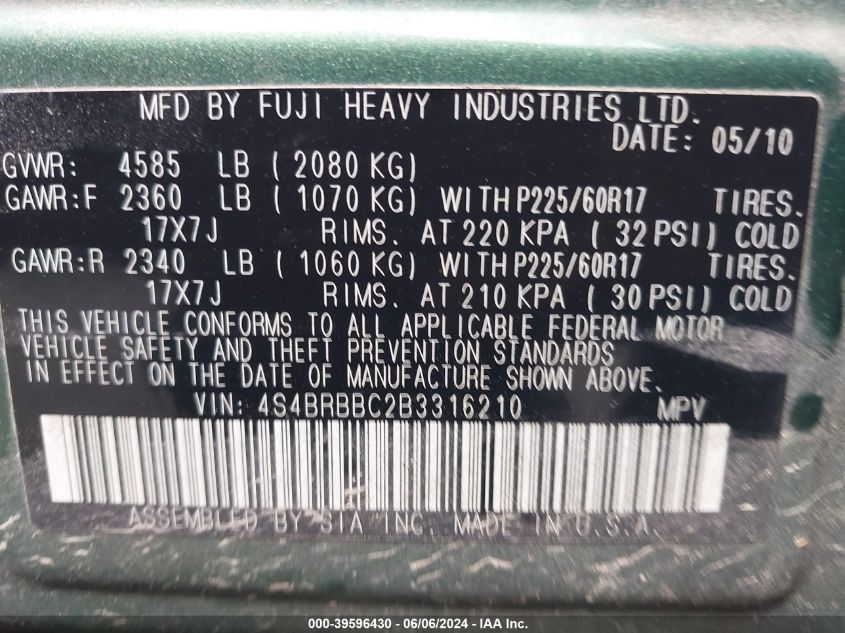 MFD BY FUJI HEAVY INDUSTRIES LTD.
DATE: 05/10
GVWR: 4585 LB ( 2080 KG)
GAWR:F 2360 LB ( 1070 KG) WITH P225/60R17 TIRES.
17X7J RIMS. AT 220 KPA ( 32 PSI) COLD
GAWR:R 2340 LB ( 1060 KG) WITH P225/60R17 TIRES.
17X7J RIMS. AT 210 KPA ( 30 PSI) COLD
THIS VEHICLE CONFORMS TO ALL APPLICABLE FEDERAL MOTOR
VEHICLE SAFETY AND THEFT PREVENTION STANDARDS
IN EFFECT ON THE DATE OF MANUFACTURE SHOWN ABOVE.
VIN: 4S4BRBBC2B3316210 MPV
ASSEMBLED BY SIA INC. MADE IN U.S.A.
000-39596430 - 06/06/2024 - IAA Inc.